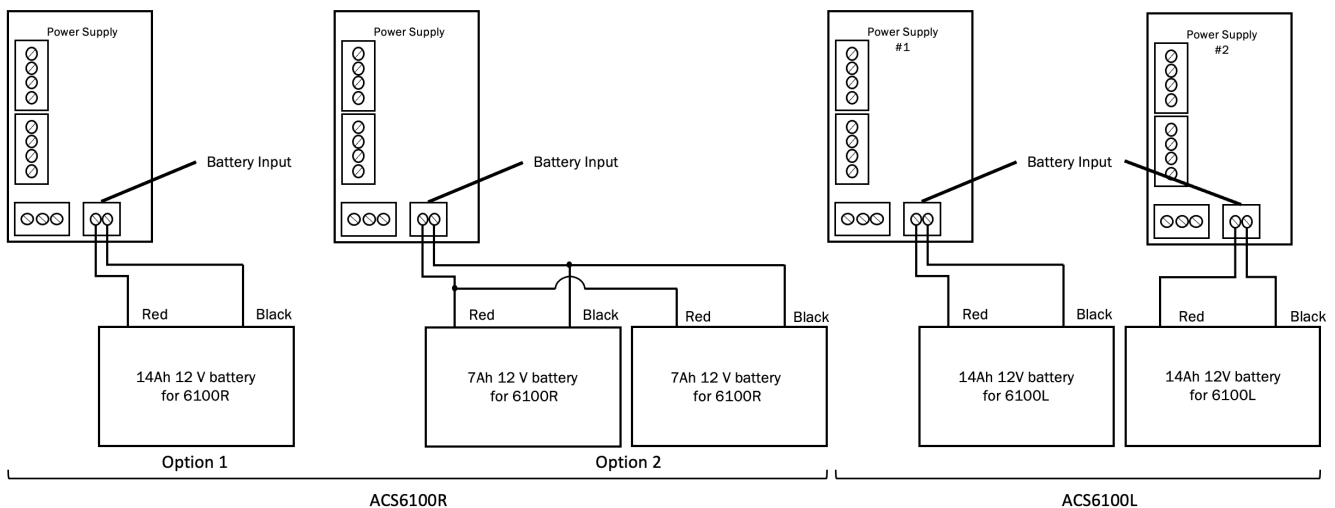 Power Supply
Power Supply
Power Supply
#1
Power Supply
#2
Battery Input
Battery Input
Battery Input
Red
Black
Red
Black
Red
Black
Red
Black
Red
Black
14Ah 12 V battery
for 6100R
7Ah 12 V battery
for 6100R
7Ah 12 V battery
for 6100R
14Ah 12V battery
for 6100L
14Ah 12V battery
for 6100L
Option 1
Option 2
ACS6100R
ACS6100L